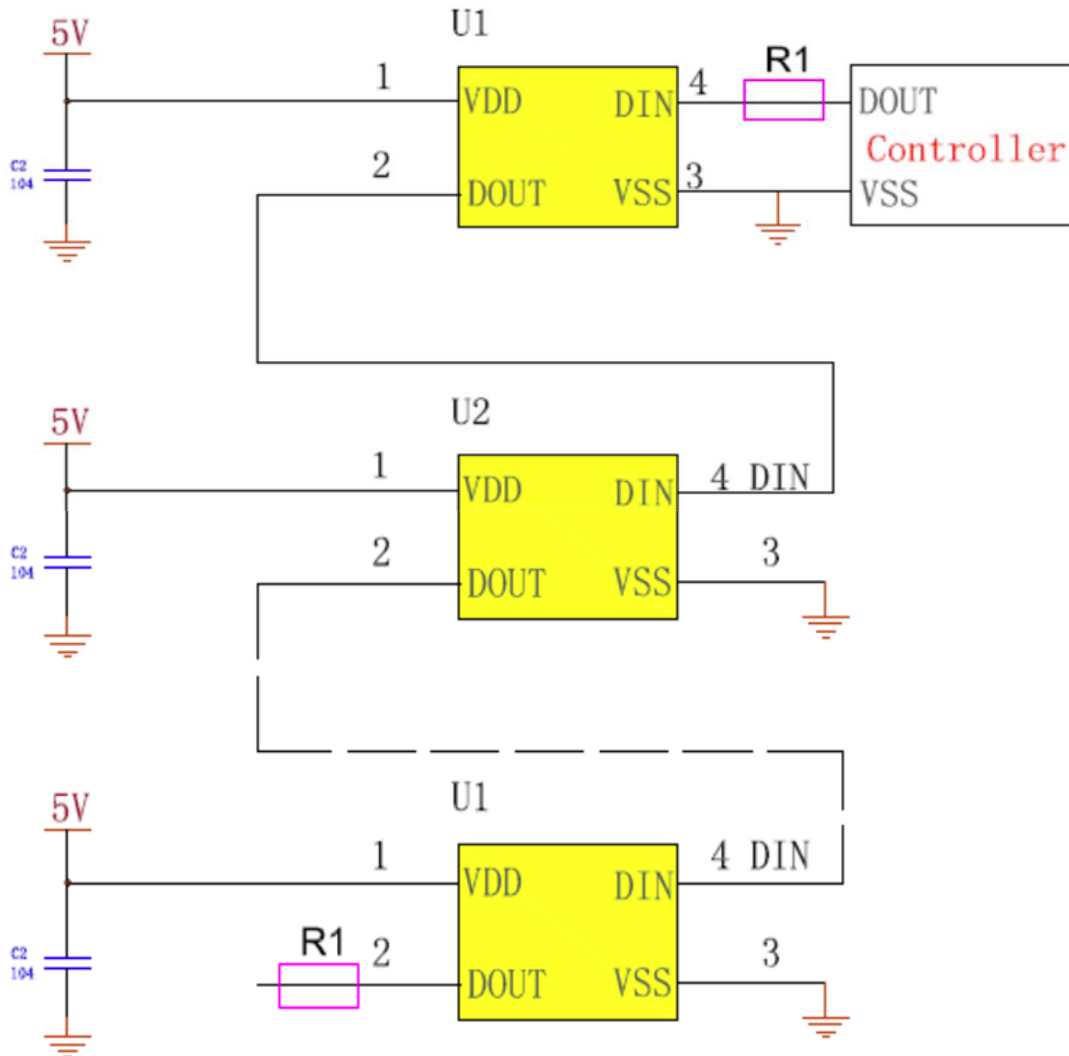 5V
U1
1
VDD
DIN
4
R1
DOUT
Controller
VSS
C2
104
2
DOUT
VSS
3
5V
U2
1
VDD
DIN
4 DIN
C2
104
2
DOUT
VSS
3
5V
U1
1
VDD
DIN
4 DIN
C2
104
R1
2
DOUT
VSS
3